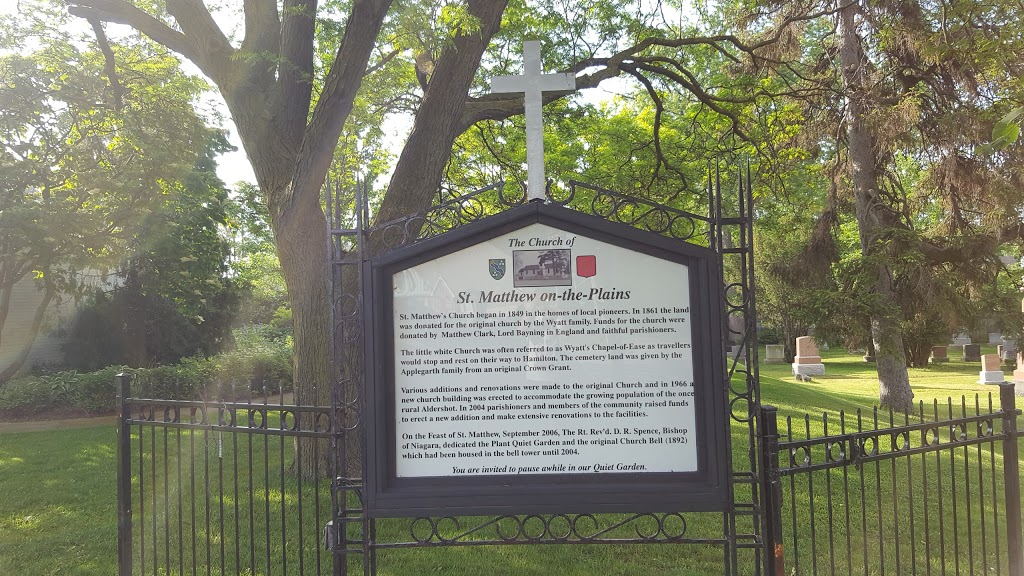 The Church of
St. Matthew on-the-Plains
St. Matthew's Church began in 1849 in the homes of local pioneers. In 1861 the land
was donated for the original church by the Wyatt family. Funds for the church were
donated by Matthew Clark, Lord Bayning in England and faithful parishioners.
The little white Church was often referred to as Wyatt's Chapel-of-Ease as travellers
would stop and rest on their way to Hamilton. The cemetery land was given by the
Applegarth family from an original Crown Grant.
Various additions and renovations were made to the original Church and in 1966 a
new church building was erected to accommodate the growing population of the once
rural Aldershot. In 2004 parishioners and members of the community raised funds
to erect a new addition and make extensive renovations to the facilities.
On the Feast of St. Matthew, September 2006, The Rt. Rev'd. D. R. Spence, Bishop
of Niagara, dedicated the Plant Quiet Garden and the original Church Bell (1892)
which had been housed in the bell tower until 2004.
You are invited to pause awhile in our Quiet Garden.